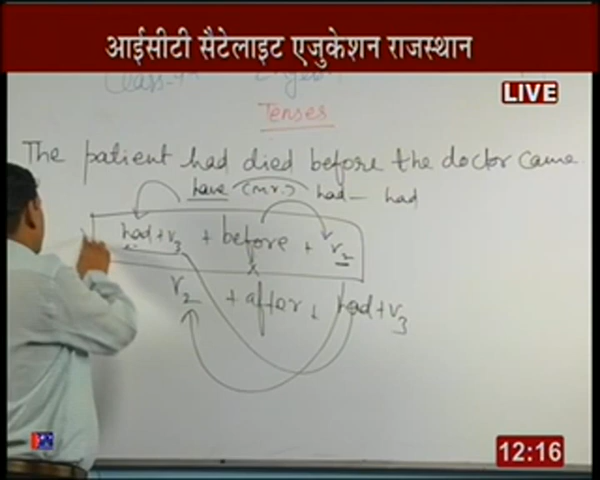 आईसीटी सैटेलाइट एजुकेशन राजस्थान
LIVE
Class-
Tenses
The patient had died before the doctor came
have (m.v.) had — had
had+v3 + before + v2
x
v2 + after + had+v3
12:16